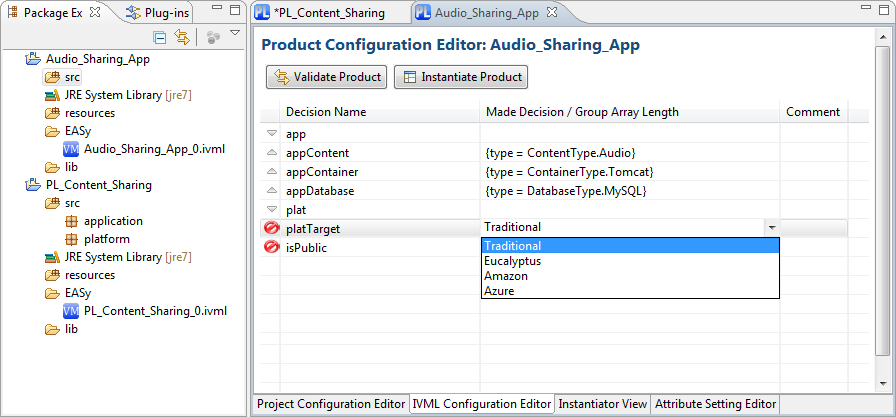 Package Ex
Plug-ins
Audio_Sharing_App
src
JRE System Library [jre7]
resources
EASy
VM Audio_Sharing_App_0.ivml
lib
PL_Content_Sharing
src
application
platform
JRE System Library [jre7]
resources
EASy
VM PL_Content_Sharing_0.ivml
lib
PL *PL_Content_Sharing
PL Audio_Sharing_App
Product Configuration Editor: Audio_Sharing_App
Validate Product
Instantiate Product
Decision Name Made Decision / Group Array Length Comment
app
appContent {type = ContentType.Audio}
appContainer {type = ContainerType.Tomcat}
appDatabase {type = DatabaseType.MySQL}
plat
platTarget Traditional
isPublic
Traditional
Eucalyptus
Amazon
Azure
Project Configuration Editor IVML Configuration Editor Instantiator View Attribute Setting Editor